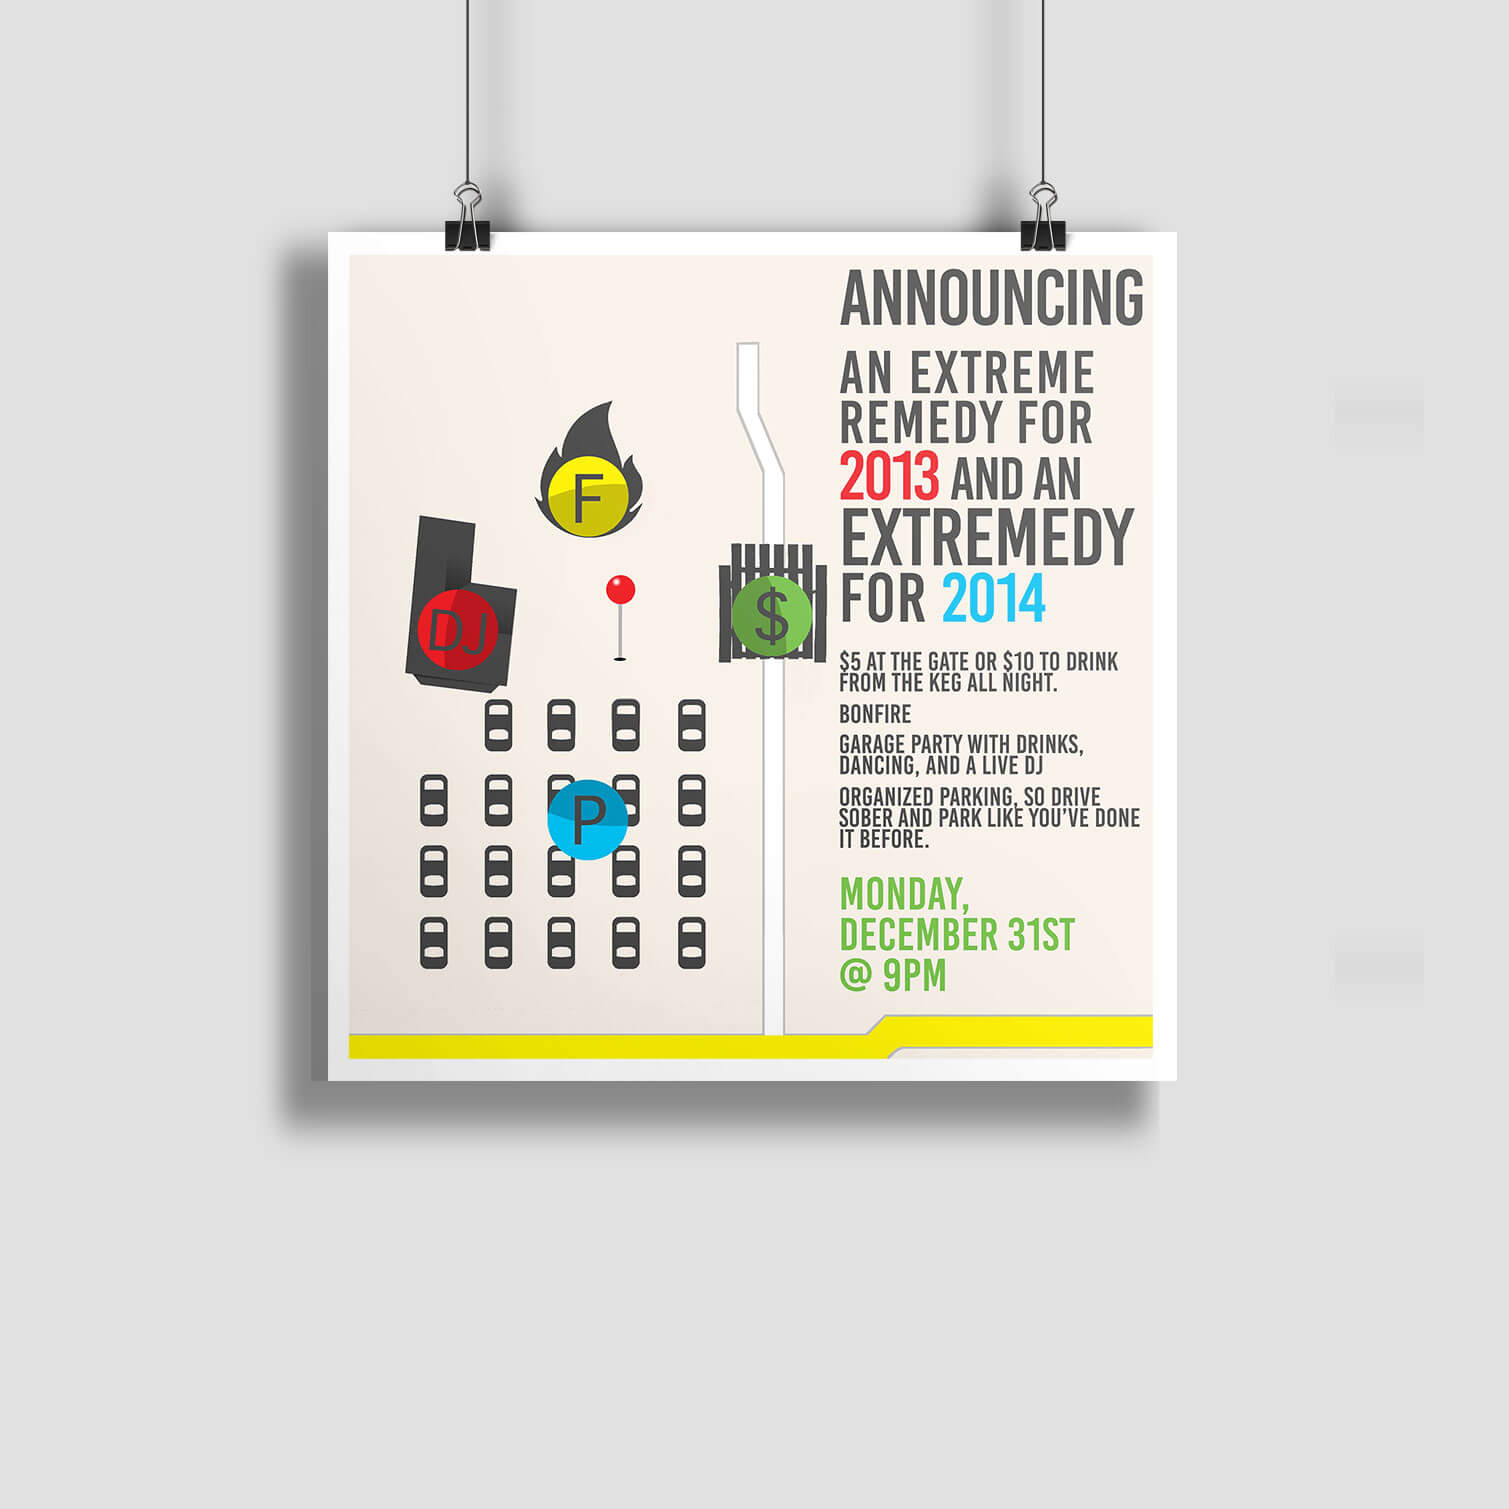 ANNOUNCING
AN EXTREME
REMEDY FOR
2013 AND AN
EXTREMEDY
FOR 2014
$5 AT THE GATE OR $10 TO DRINK
FROM THE KEG ALL NIGHT.
BONFIRE
GARAGE PARTY WITH DRINKS,
DANCING, AND A LIVE DJ
ORGANIZED PARKING, SO DRIVE
SOBER AND PARK LIKE YOU'VE DONE
IT BEFORE.
MONDAY,
DECEMBER 31ST
@ 9PM
F
DJ
$
P